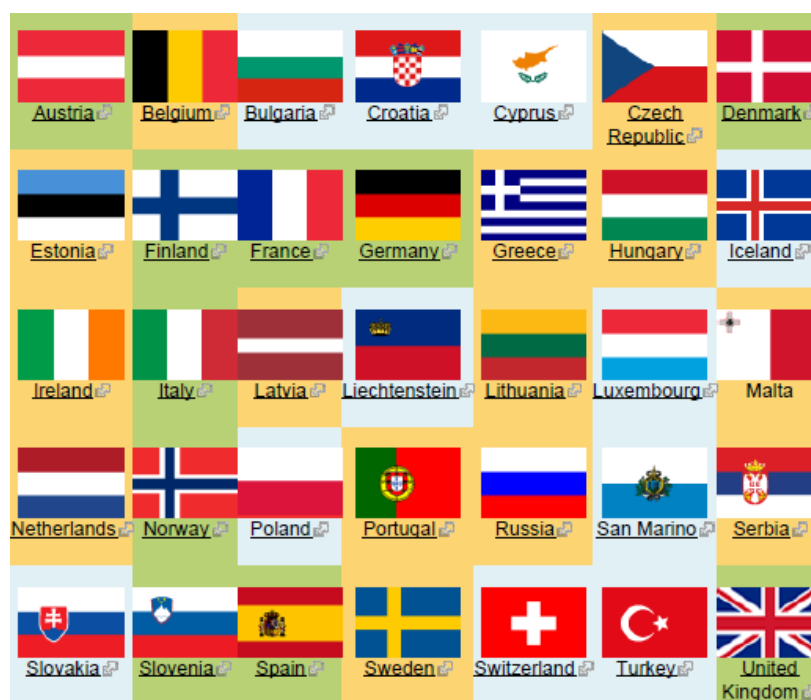 Austria Belgium Bulgaria Croatia Cyprus Czech Republic Denmark
Estonia Finland France Germany Greece Hungary Iceland
Ireland Italy Latvia Liechtenstein Lithuania Luxembourg Malta
Netherlands Norway Poland Portugal Russia San Marino Serbia
Slovakia Slovenia Spain Sweden Switzerland Turkey United Kingdom